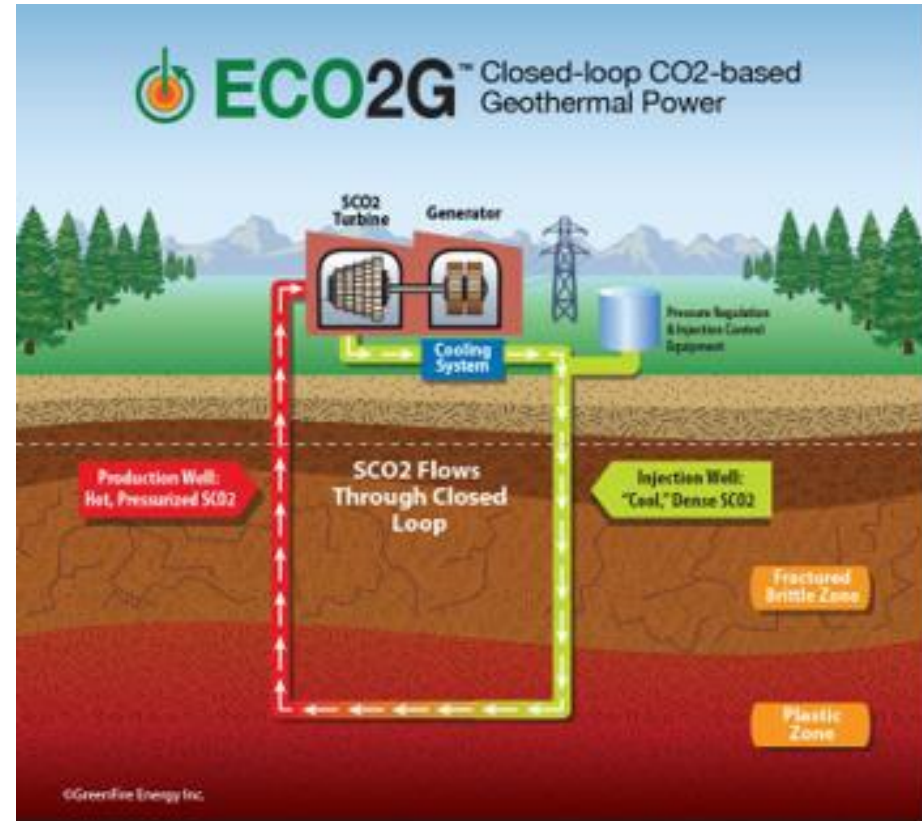 ECO2G™ Closed-loop CO2-based
Geothermal Power
SCO2
Turbine
Generator
Pressure Regulation
& Injection Control
Equipment
Cooling
System
Production Well:
Hot, Pressurized SCO2
SCO2 Flows
Through Closed
Loop
Injection Well:
"Cool," Dense SCO2
Fractured
Brittle Zone
Plastic
Zone
©GreenFire Energy Inc.